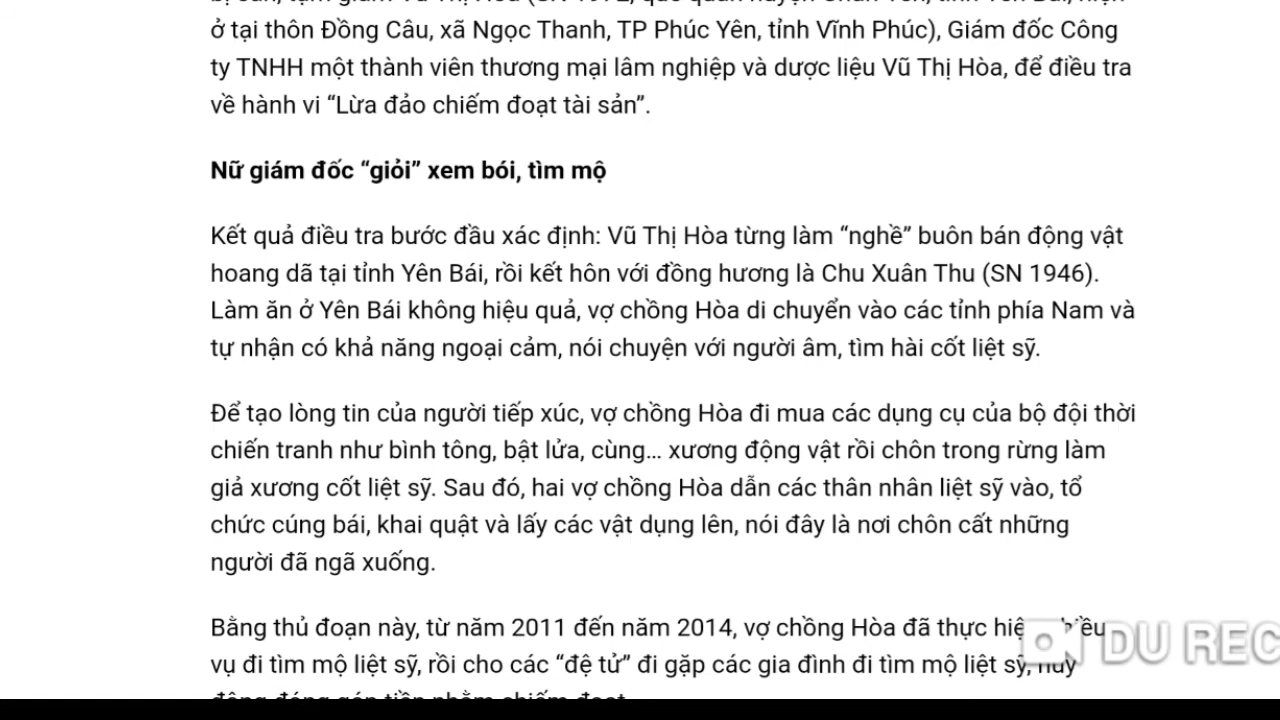 ở tại thôn Đồng Câu, xã Ngọc Thanh, TP Phúc Yên, tỉnh Vĩnh Phúc), Giám đốc Công
ty TNHH một thành viên thương mại lâm nghiệp và dược liệu Vũ Thị Hòa, để điều tra
về hành vi “Lừa đảo chiếm đoạt tài sản”.
Nữ giám đốc “giỏi” xem bói, tìm mộ
Kết quả điều tra bước đầu xác định: Vũ Thị Hòa từng làm “nghề” buôn bán động vật
hoang dã tại tỉnh Yên Bái, rồi kết hôn với đồng hương là Chu Xuân Thu (SN 1946).
Làm ăn ở Yên Bái không hiệu quả, vợ chồng Hòa di chuyển vào các tỉnh phía Nam và
tự nhận có khả năng ngoại cảm, nói chuyện với người âm, tìm hài cốt liệt sỹ.
Để tạo lòng tin của người tiếp xúc, vợ chồng Hòa đi mua các dụng cụ của bộ đội thời
chiến tranh như bình tông, bật lửa, cùng... xương động vật rồi chôn trong rừng làm
giả xương cốt liệt sỹ. Sau đó, hai vợ chồng Hòa dẫn các thân nhân liệt sỹ vào, tổ
chức cúng bái, khai quật và lấy các vật dụng lên, nói đây là nơi chôn cất những
người đã ngã xuống.
Bằng thủ đoạn này, từ năm 2011 đến năm 2014, vợ chồng Hòa đã thực hiện nhiều
vụ đi tìm mộ liệt sỹ, rồi cho các “đệ tử” đi gặp các gia đình đi tìm mộ liệt sỹ, huy
động đóng góp tiền nhằm chiếm đoạt
DU REC